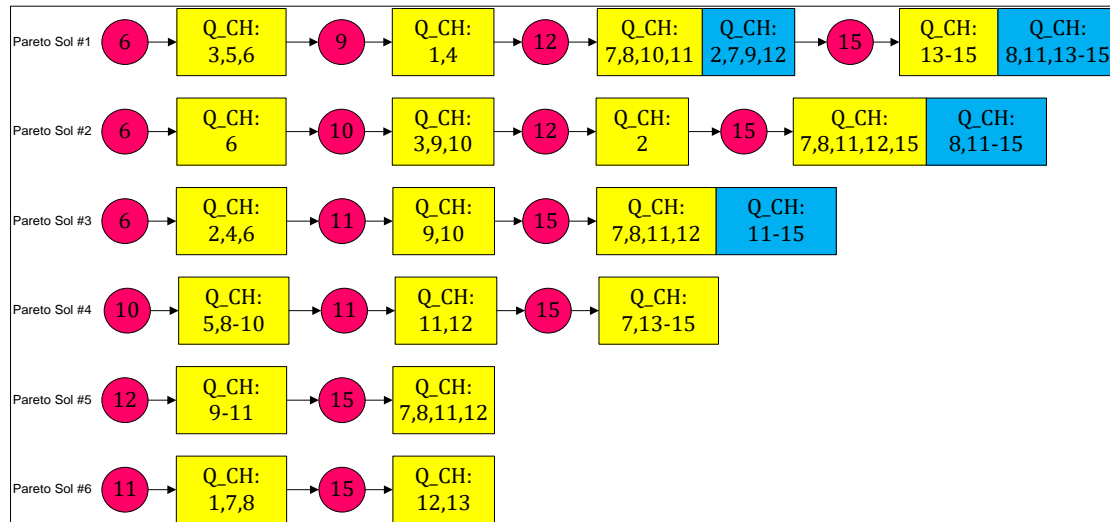 Pareto Sol #1
6
Q_CH:
3,5,6
9
Q_CH:
1,4
12
Q_CH:
7,8,10,11
Q_CH:
2,7,9,12
15
Q_CH:
13-15
Q_CH:
8,11,13-15
Pareto Sol #2
6
Q_CH:
6
10
Q_CH:
3,9,10
12
Q_CH:
2
15
Q_CH:
7,8,11,12,15
Q_CH:
8,11-15
Pareto Sol #3
6
Q_CH:
2,4,6
11
Q_CH:
9,10
15
Q_CH:
7,8,11,12
Q_CH:
11-15
Pareto Sol #4
10
Q_CH:
5,8-10
11
Q_CH:
11,12
15
Q_CH:
7,13-15
Pareto Sol #5
12
Q_CH:
9-11
15
Q_CH:
7,8,11,12
Pareto Sol #6
11
Q_CH:
1,7,8
15
Q_CH:
12,13